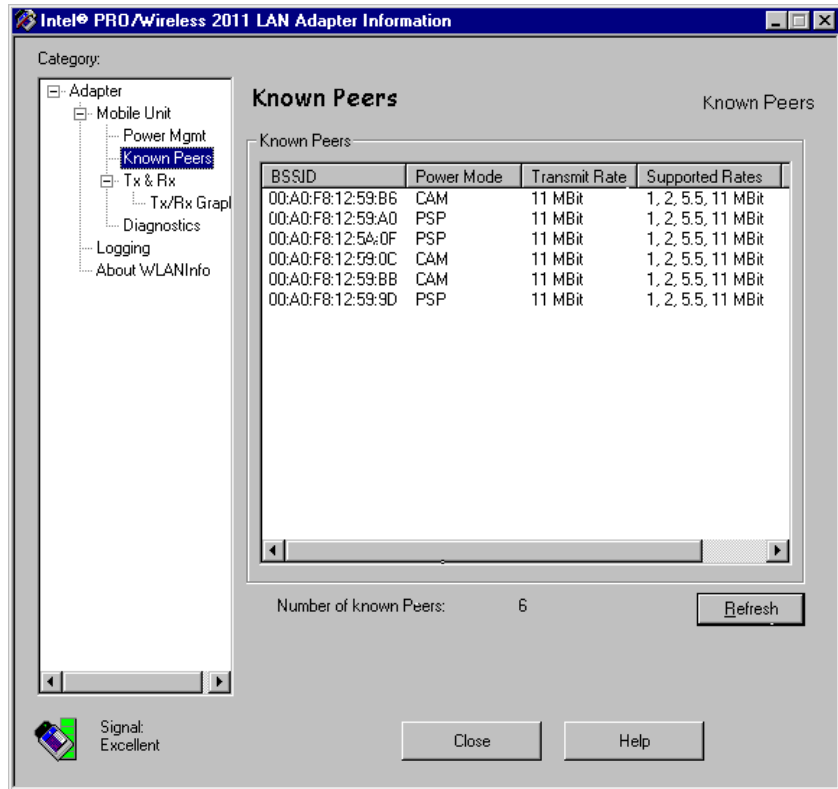 Intel® PRO/Wireless 2011 LAN Adapter Information
Category:
Adapter
Mobile Unit
Power Mgmt
Known Peers
Tx & Rx
Tx/Rx Grapl
Diagnostics
Logging
About WLANInfo
Known Peers
Known Peers
Known Peers
BSSID Power Mode Transmit Rate Supported Rates
00:A0:F8:12:59:B6 CAM 11 MBit 1, 2, 5.5, 11 MBit
00:A0:F8:12:59:A0 PSP 11 MBit 1, 2, 5.5, 11 MBit
00:A0:F8:12:5A:0F PSP 11 MBit 1, 2, 5.5, 11 MBit
00:A0:F8:12:59:0C CAM 11 MBit 1, 2, 5.5, 11 MBit
00:A0:F8:12:59:BB CAM 11 MBit 1, 2, 5.5, 11 MBit
00:A0:F8:12:59:9D PSP 11 MBit 1, 2, 5.5, 11 MBit
Number of known Peers: 6
Refresh
Signal:
Excellent
Close
Help